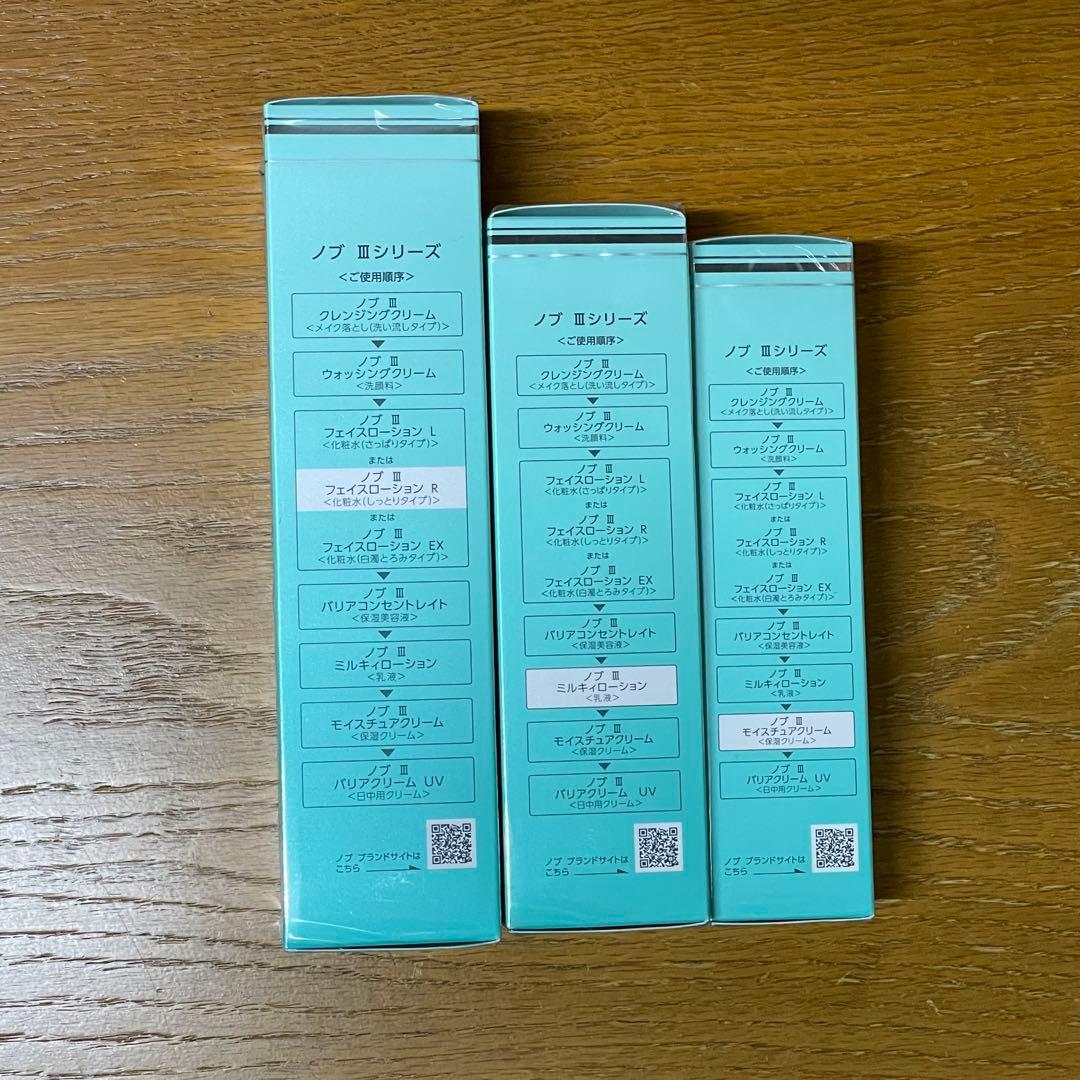 ノブ Ⅲシリーズ
<ご使用順序>
ノブ Ⅲ
クレンジングクリーム
<メイク落とし(洗い流しタイプ)>
ノブ Ⅲ
ウォッシングクリーム
<洗顔料>
ノブ Ⅲ
フェイスローション L
<化粧水(さっぱりタイプ)>
または
ノブ Ⅲ
フェイスローション R
<化粧水(しっとりタイプ)>
または
ノブ Ⅲ
フェイスローション EX
<化粧水(白濁とろみタイプ)>
ノブ Ⅲ
バリアコンセントレイト
<保湿美容液>
ノブ Ⅲ
ミルキィローション
<乳液>
ノブ Ⅲ
モイスチュアクリーム
<保湿クリーム>
ノブ Ⅲ
バリアクリーム UV
<日中用クリーム>
ノブ ブランドサイトは
こちら
ノブ Ⅲシリーズ
<ご使用順序>
ノブ Ⅲ
クレンジングクリーム
<メイク落とし(洗い流しタイプ)>
ノブ Ⅲ
ウォッシングクリーム
<洗顔料>
ノブ Ⅲ
フェイスローション L
<化粧水(さっぱりタイプ)>
または
ノブ Ⅲ
フェイスローション R
<化粧水(しっとりタイプ)>
または
ノブ Ⅲ
フェイスローション EX
<化粧水(白濁とろみタイプ)>
ノブ Ⅲ
バリアコンセントレイト
<保湿美容液>
ノブ Ⅲ
ミルキィローション
<乳液>
ノブ Ⅲ
モイスチュアクリーム
<保湿クリーム>
ノブ Ⅲ
バリアクリーム UV
<日中用クリーム>
ノブ ブランドサイトは
こちら
ノブ Ⅲシリーズ
<ご使用順序>
ノブ Ⅲ
クレンジングクリーム
<メイク落とし(洗い流しタイプ)>
ノブ Ⅲ
ウォッシングクリーム
<洗顔料>
ノブ Ⅲ
フェイスローション L
<化粧水(さっぱりタイプ)>
または
ノブ Ⅲ
フェイスローション R
<化粧水(しっとりタイプ)>
または
ノブ Ⅲ
フェイスローション EX
<化粧水(白濁とろみタイプ)>
ノブ Ⅲ
バリアコンセントレイト
<保湿美容液>
ノブ Ⅲ
ミルキィローション
<乳液>
ノブ Ⅲ
モイスチュアクリーム
<保湿クリーム>
ノブ Ⅲ
バリアクリーム UV
<日中用クリーム>
ノブ ブランドサイトは
こちら